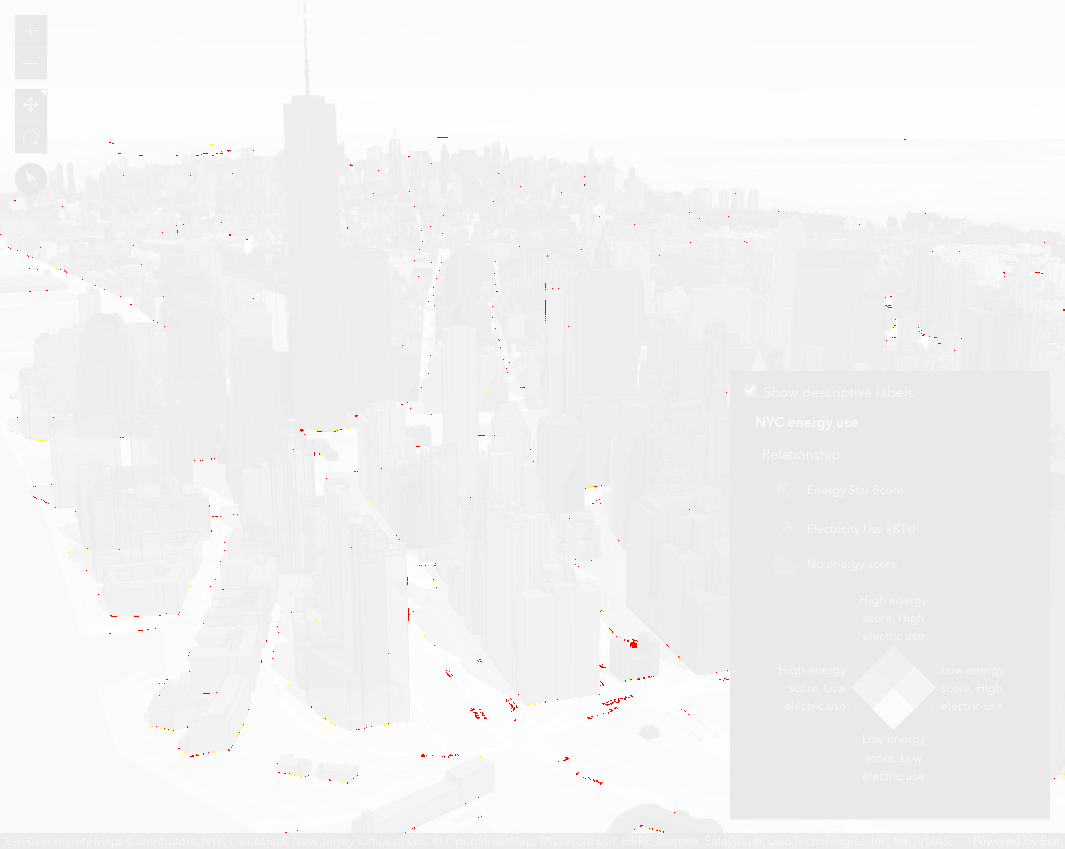 Show descriptive labels
NYC energy use
Relationship
Energy Star Score
Electricity Use kBTU
No energy score
High energy
score, High
electric use
High energy
score, Low
electric use
Low energy
score, High
electric use
Low energy
score, Low
electric use
Esri Community Maps Contributors, NYC OpenData, New Jersey Office of GIS, © OpenStreetMap, Microsoft, Esri, HERE, Garmin, SafeGraph, GeoTechnologies, Inc, METI/NAS... Powered by Esri